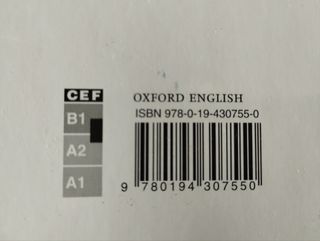 CEF
B1
A2
A1
OXFORD ENGLISH
ISBN 978-0-19-430755-0
9 780194 307550